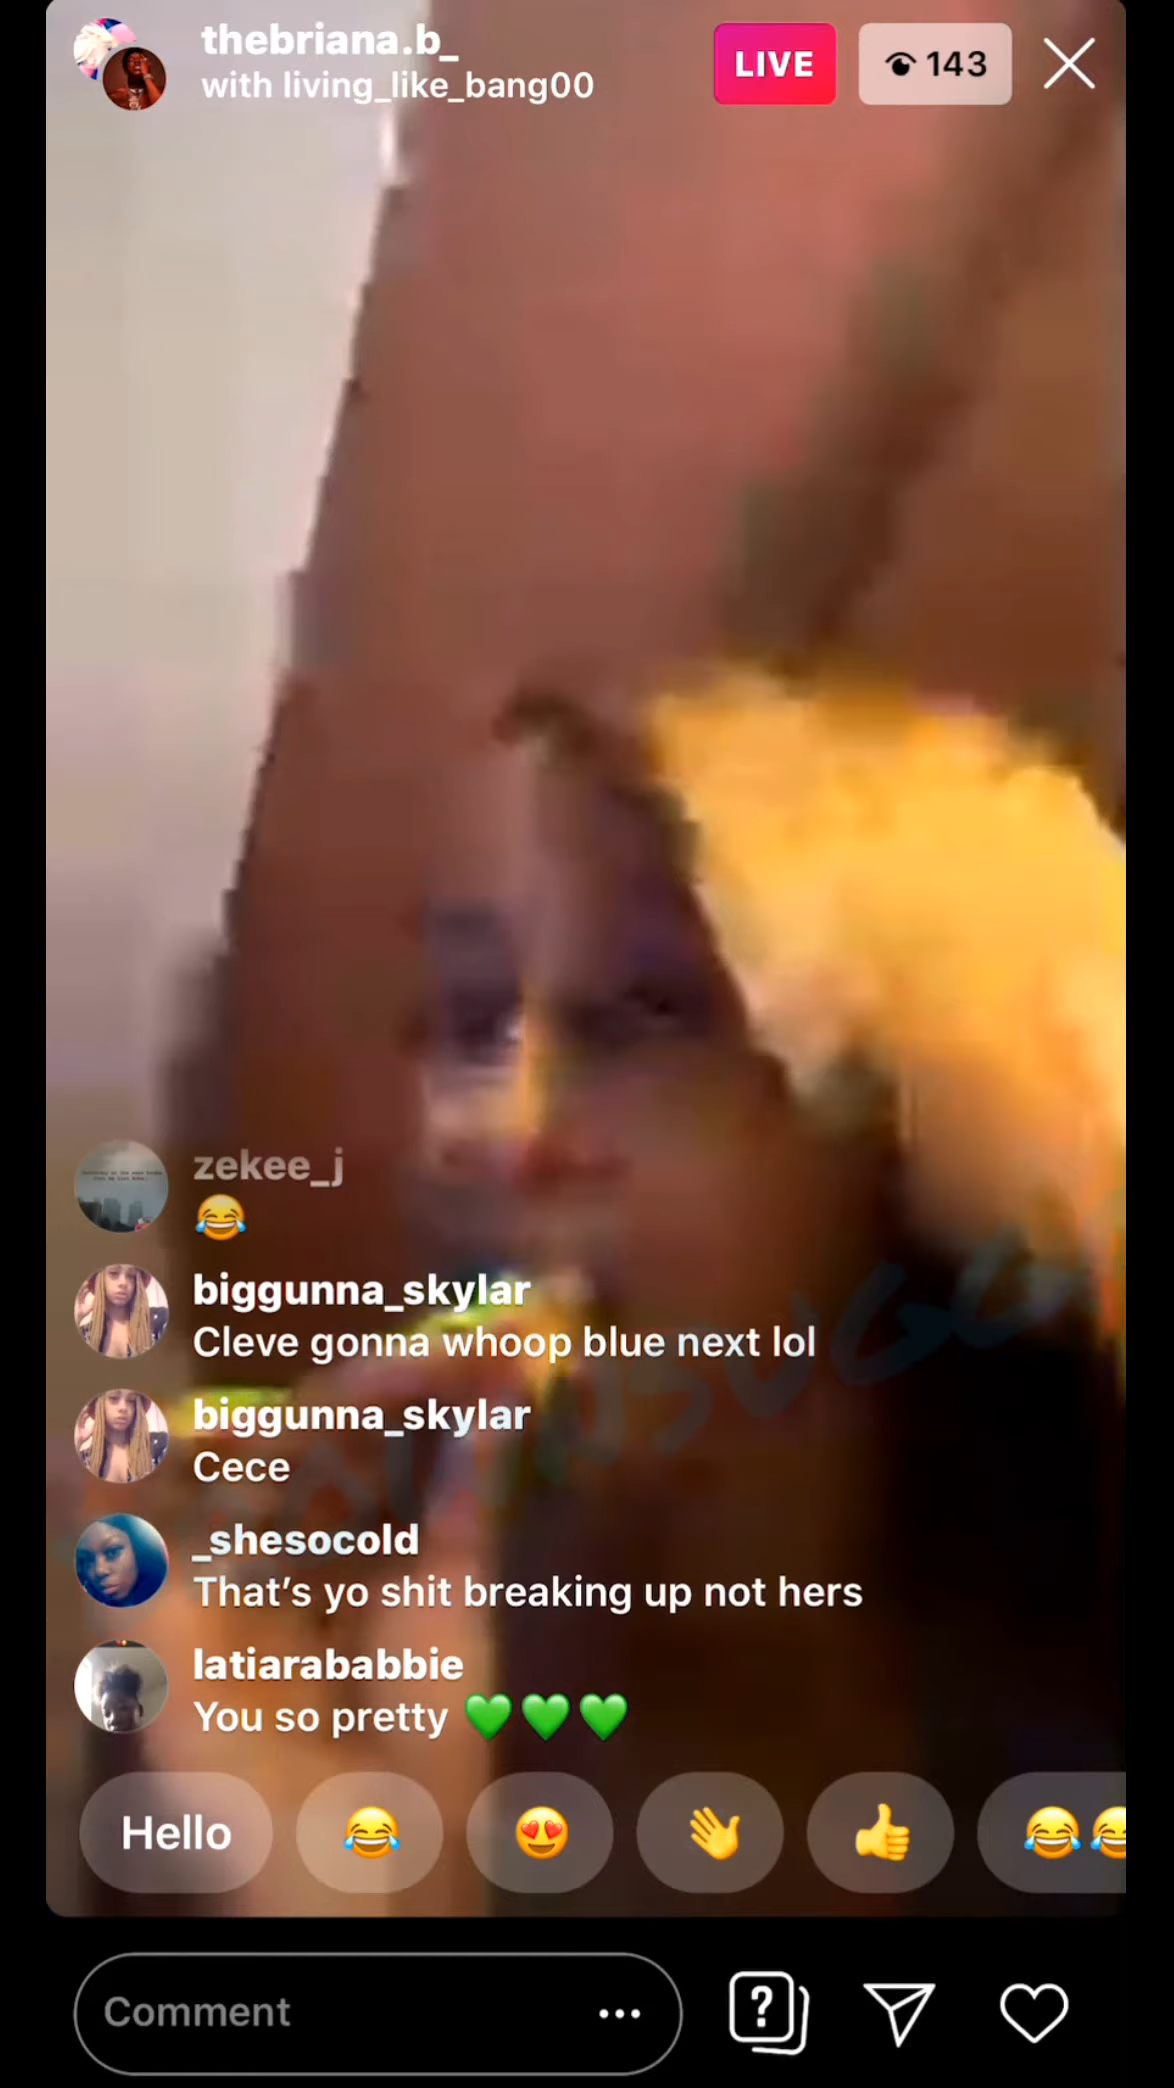 thebriana.b_
with living_like_bang00
LIVE
143
zekee_j
😂
biggunna_skylar
Cleve gonna whoop blue next lol
biggunna_skylar
Cece
_shesocold
That’s yo shit breaking up not hers
latiarababbie
You so pretty 💚💚💚
Hello
Comment